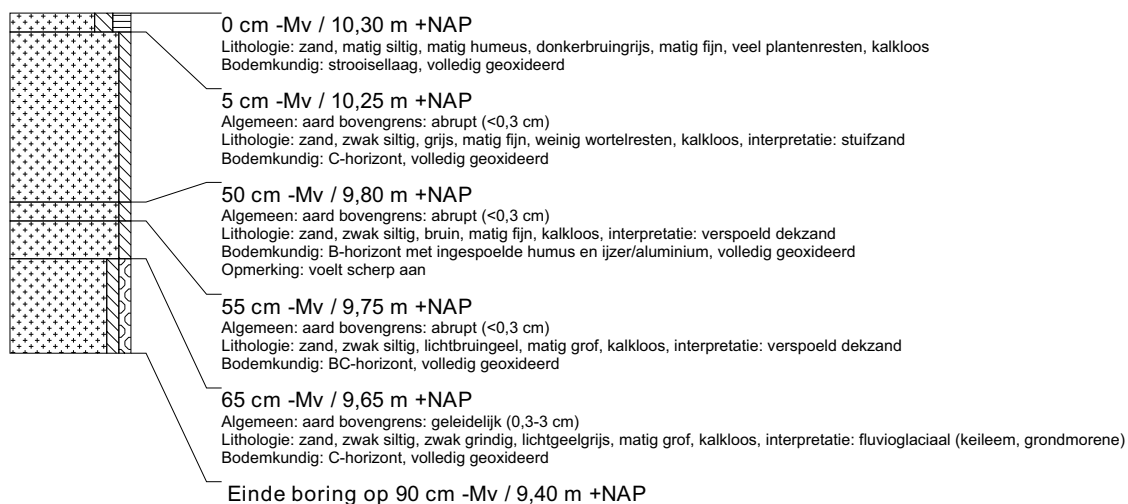 0 cm -Mv / 10,30 m +NAP
Lithologie: zand, matig siltig, matig humeus, donkerbruingrijs, matig fijn, veel plantenresten, kalkloos
Bodemkundig: strooisellaag, volledig geoxideerd
5 cm -Mv / 10,25 m +NAP
Algemeen: aard bovengrens: abrupt (<0,3 cm)
Lithologie: zand, zwak siltig, grijs, matig fijn, weinig wortelresten, kalkloos, interpretatie: stuifzand
Bodemkundig: C-horizont, volledig geoxideerd
50 cm -Mv / 9,80 m +NAP
Algemeen: aard bovengrens: abrupt (<0,3 cm)
Lithologie: zand, zwak siltig, bruin, matig fijn, kalkloos, interpretatie: verspoeld dekzand
Bodemkundig: B-horizont met ingespoelde humus en ijzer/aluminium, volledig geoxideerd
Opmerking: voelt scherp aan
55 cm -Mv / 9,75 m +NAP
Algemeen: aard bovengrens: abrupt (<0,3 cm)
Lithologie: zand, zwak siltig, lichtbruingeel, matig grof, kalkloos, interpretatie: verspoeld dekzand
Bodemkundig: BC-horizont, volledig geoxideerd
65 cm -Mv / 9,65 m +NAP
Algemeen: aard bovengrens: geleidelijk (0,3-3 cm)
Lithologie: zand, zwak siltig, zwak grindig, lichtgeelgrijs, matig grof, kalkloos, interpretatie: fluvioglaciaal (keileem, grondmorene)
Bodemkundig: C-horizont, volledig geoxideerd
Einde boring op 90 cm -Mv / 9,40 m +NAP